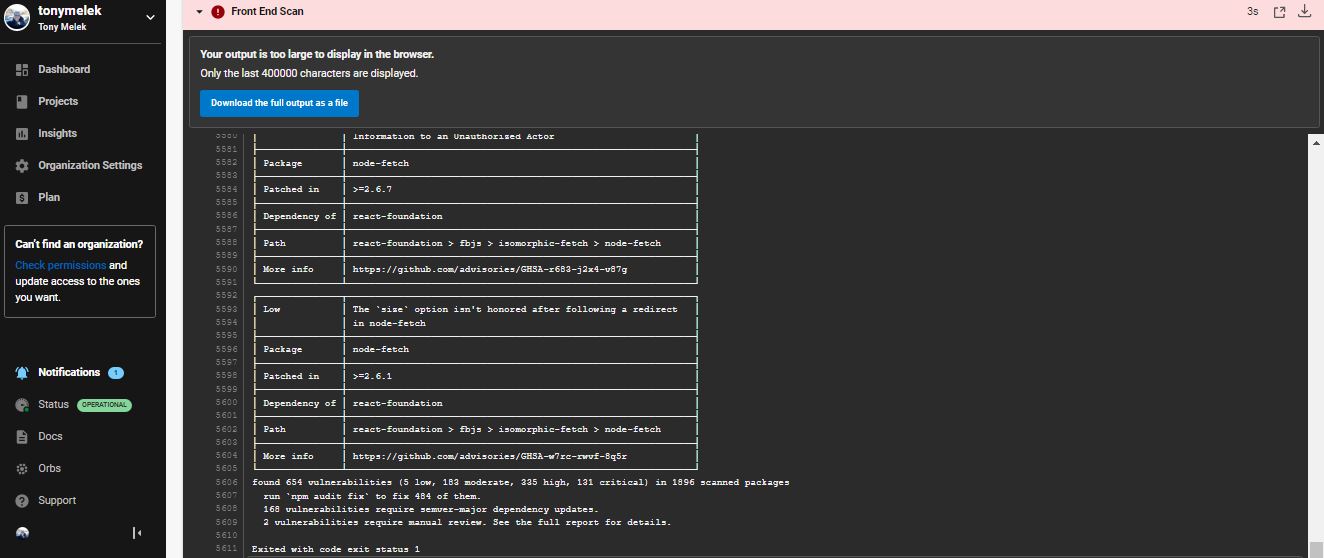 tonymelek
Tony Melek
Dashboard
Projects
Insights
Organization Settings
Plan
Can't find an organization?
Check permissions and
update access to the ones
you want.
Notifications 1
Status OPERATIONAL
Docs
Orbs
Support
Front End Scan 3s
Your output is too large to display in the browser.
Only the last 400000 characters are displayed.
Download the full output as a file
5580 Information to an Unauthorized Actor
5581
5582 Package node-fetch
5583
5584 Patched in >=2.6.7
5585
5586 Dependency of react-foundation
5587
5588 Path react-foundation > fbjs > isomorphic-fetch > node-fetch
5589
5590 More info https://github.com/advisories/GHSA-r683-j2x4-v87g
5591
5592
5593 Low The `size` option isn't honored after following a redirect
5594 in node-fetch
5595
5596 Package node-fetch
5597
5598 Patched in >=2.6.1
5599
5600 Dependency of react-foundation
5601
5602 Path react-foundation > fbjs > isomorphic-fetch > node-fetch
5603
5604 More info https://github.com/advisories/GHSA-w7rc-rwvf-8q5r
5605
5606 found 654 vulnerabilities (5 low, 183 moderate, 335 high, 131 critical) in 1896 scanned packages
5607 run `npm audit fix` to fix 484 of them.
5608 168 vulnerabilities require semver-major dependency updates.
5609 2 vulnerabilities require manual review. See the full report for details.
5610
5611 Exited with code exit status 1